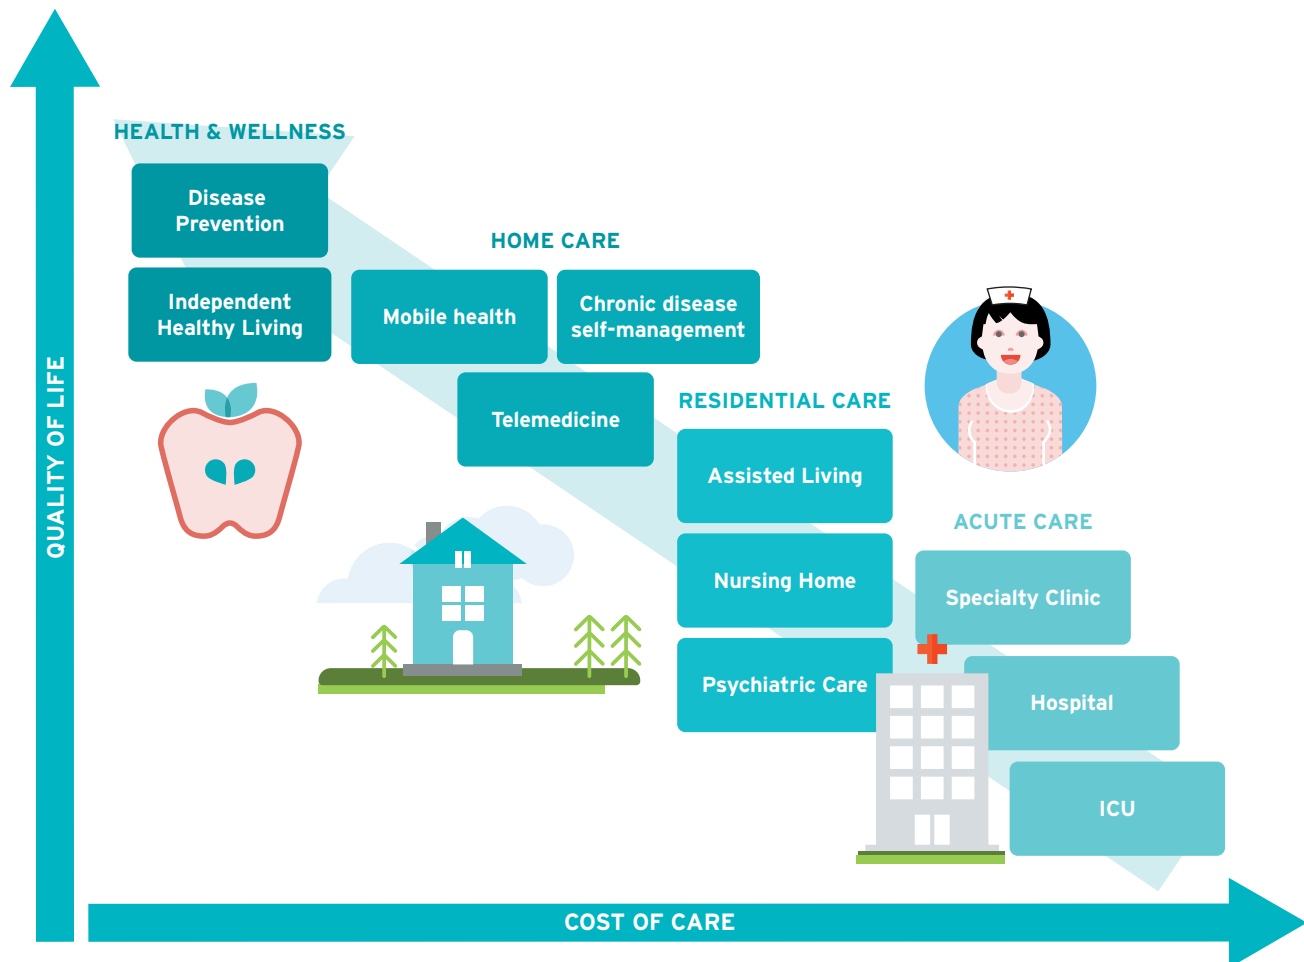 HEALTH & WELLNESS
Disease
Prevention
Independent
Healthy Living
HOME CARE
Mobile health
Chronic disease
self-management
Telemedicine
RESIDENTIAL CARE
Assisted Living
Nursing Home
Psychiatric Care
ACUTE CARE
Specialty Clinic
Hospital
ICU
QUALITY OF LIFE
COST OF CARE